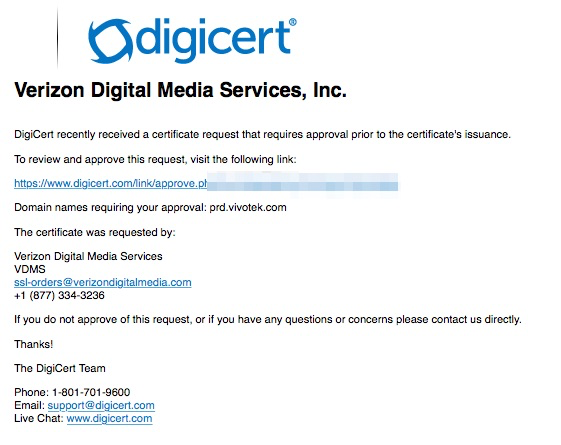 digicert®
Verizon Digital Media Services, Inc.
DigiCert recently received a certificate request that requires approval prior to the certificate's issuance.
To review and approve this request, visit the following link:
https://www.digicert.com/link/approve.ph
Domain names requiring your approval: prd.vivotek.com
The certificate was requested by:
Verizon Digital Media Services
VDMS
ssl-orders@verizondigitalmedia.com
+1 (877) 334-3236
If you do not approve of this request, or if you have any questions or concerns please contact us directly.
Thanks!
The DigiCert Team
Phone: 1-801-701-9600
Email: support@digicert.com
Live Chat: www.digicert.com